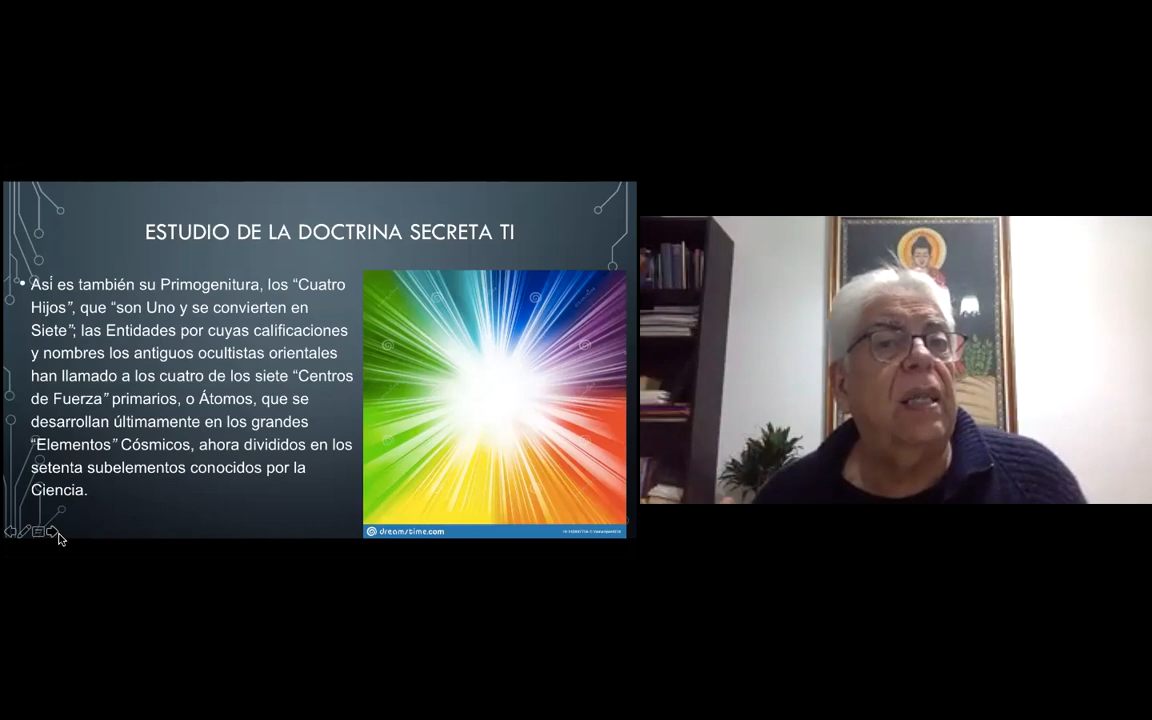 ESTUDIO DE LA DOCTRINA SECRETA TI
• Así es también su Primogenitura, los “Cuatro
Hijos”, que “son Uno y se convierten en
Siete”; las Entidades por cuyas calificaciones
y nombres los antiguos ocultistas orientales
han llamado a los cuatro de los siete “Centros
de Fuerza” primarios, o Átomos, que se
desarrollan últimamente en los grandes
“Elementos” Cósmicos, ahora divididos en los
setenta subelementos conocidos por la
Ciencia.
dreamstime.com